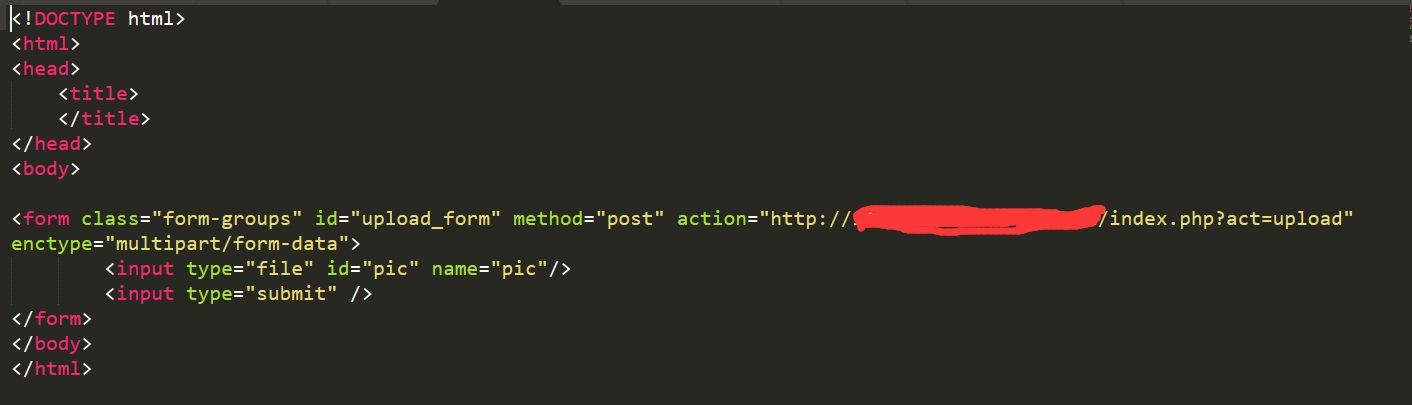 <!DOCTYPE html>
<html>
<head>
<title>
</title>
</head>
<body>
<form class="form-groups" id="upload_form" method="post" action="http:///index.php?act=upload"
enctype="multipart/form-data">
<input type="file" id="pic" name="pic"/>
<input type="submit" />
</form>
</body>
</html>